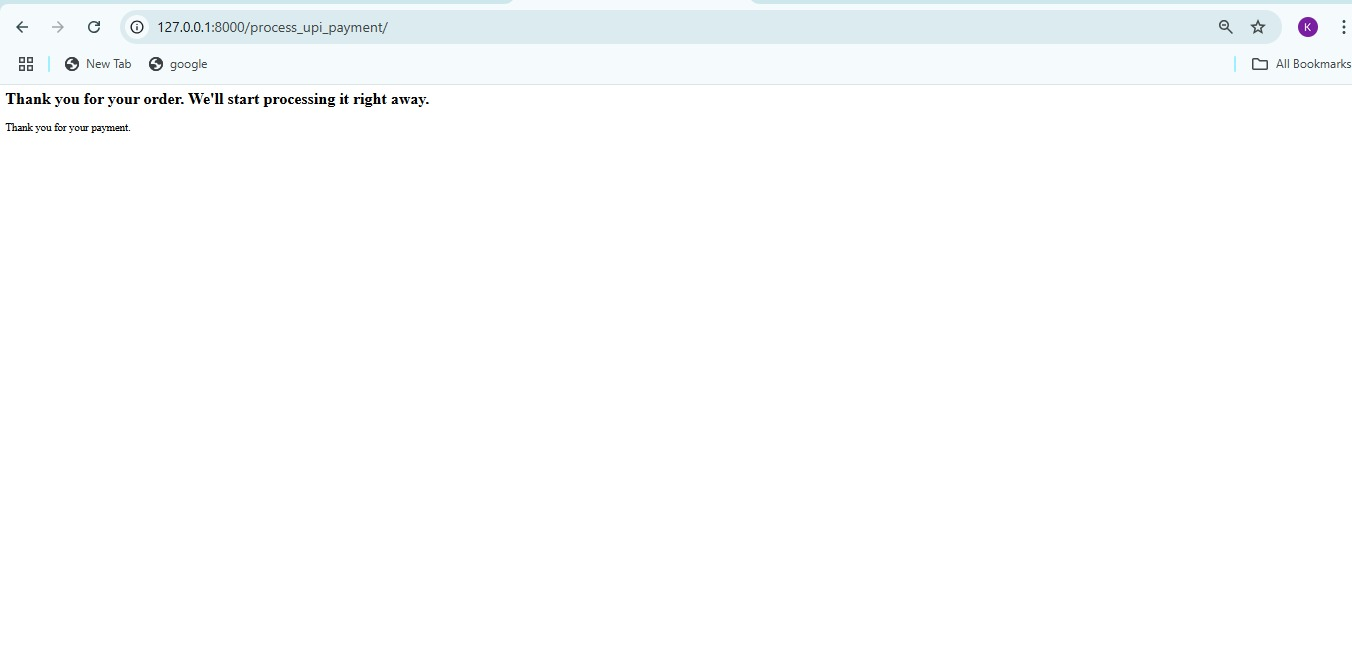 127.0.0.1:8000/process_upi_payment/
K
New Tab
google
All Bookmarks
Thank you for your order. We'll start processing it right away.
Thank you for your payment.